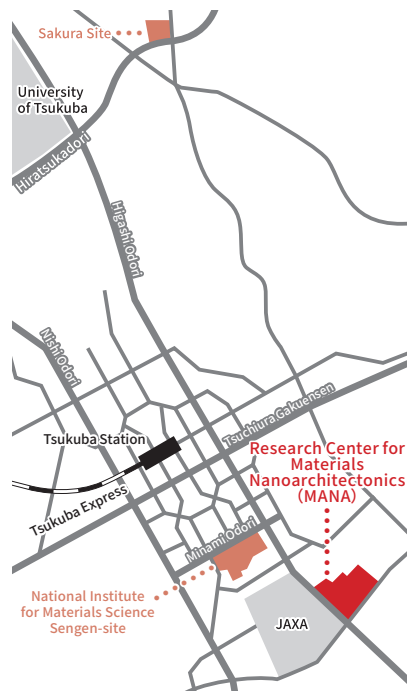 Sakura Site
University
of Tsukuba
Hiratsukadori
Higashi Odori
Nishi Odori
Tsuchiura Gakuensen
Tsukuba Station
Research Center for
Materials
Nanoarchitectonics
(MANA)
Tsukuba Express
Minami Odori
National Institute
for Materials Science
Sengen-site
JAXA